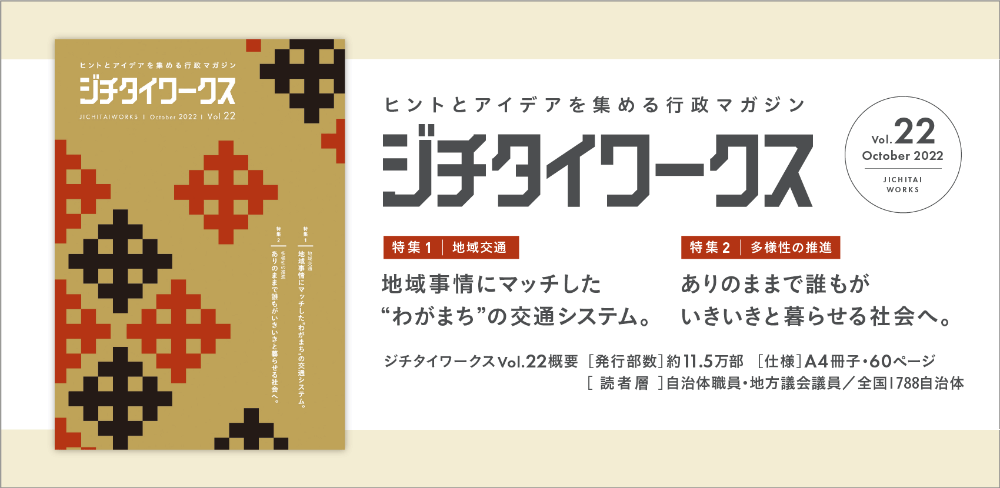 ヒントとアイデアを集める行政マガジン
ジチタイワークス
JICHITAIWORKS | October 2022 | Vol.22
特集1
地域交通
地域事情にマッチした“わがまち”の交通システム。
特集2
多様性の推進
ありのままで誰もがいきいきと暮らせる社会へ。
ヒントとアイデアを集める行政マガジン
ジチタイワークス
Vol.22
October 2022
JICHITAI
WORKS
特集1｜地域交通
地域事情にマッチした
“わがまち”の交通システム。
特集2｜多様性の推進
ありのままで誰もが
いきいきと暮らせる社会へ。
ジチタイワークスVol.22概要 ［発行部数］約11.5万部 ［仕様］A4冊子・60ページ
［読者層］自治体職員・地方議会議員／全国1788自治体